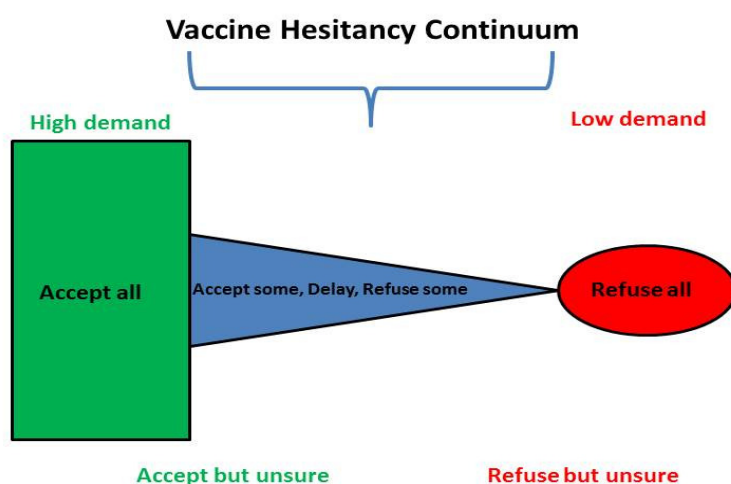 Vaccine Hesitancy Continuum
High demand
Low demand
Accept all
Accept some, Delay, Refuse some
Refuse all
Accept but unsure
Refuse but unsure